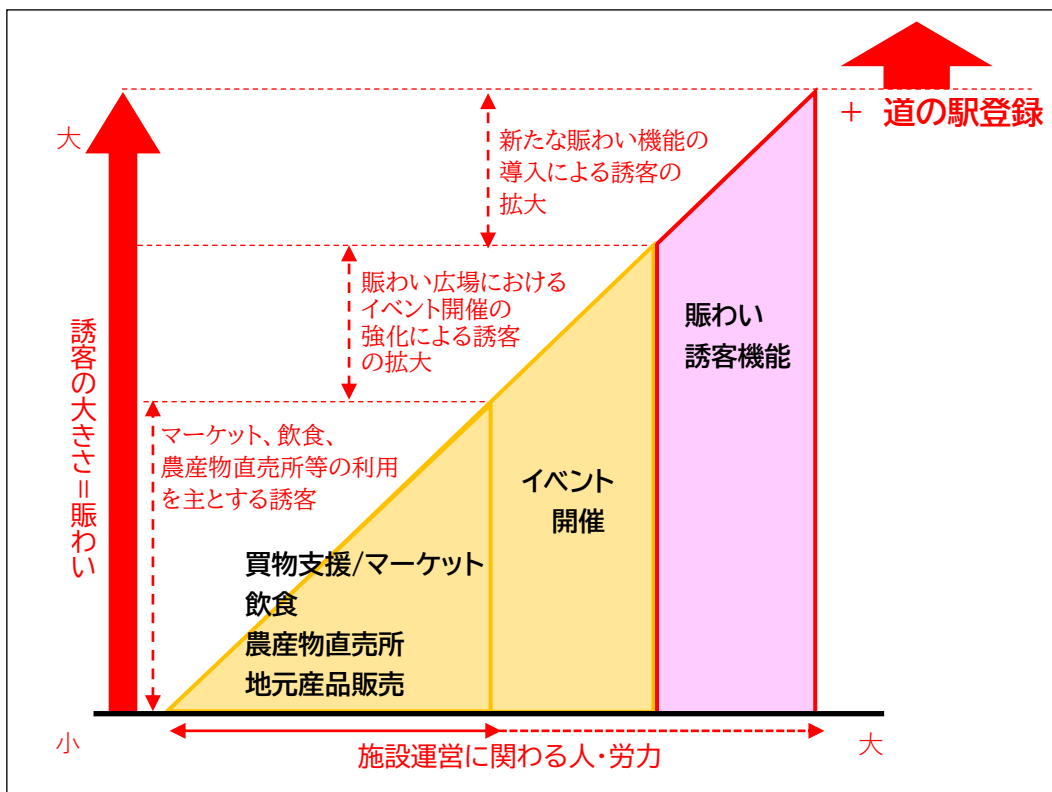 ＋ 道の駅登録
大
新たな賑わい機能の
導入による誘客の
拡大
賑わい広場における
イベント開催の
強化による誘客
の拡大
賑わい
誘客機能
誘客の大きさ＝賑わい
マーケット、飲食、
農産物直売所等の利用
を主とする誘客
イベント
開催
買物支援/マーケット
飲食
農産物直売所
地元産品販売
小
施設運営に関わる人・労力
大